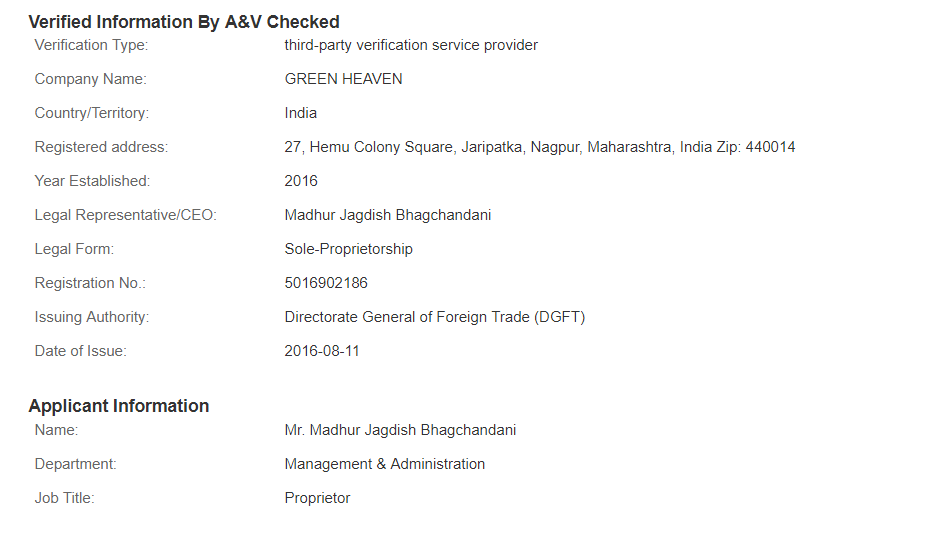 Verified Information By A&V Checked
Verification Type: third-party verification service provider
Company Name: GREEN HEAVEN
Country/Territory: India
Registered address: 27, Hemu Colony Square, Jaripatka, Nagpur, Maharashtra, India Zip: 440014
Year Established: 2016
Legal Representative/CEO: Madhur Jagdish Bhagchandani
Legal Form: Sole-Proprietorship
Registration No.: 5016902186
Issuing Authority: Directorate General of Foreign Trade (DGFT)
Date of Issue: 2016-08-11
Applicant Information
Name: Mr. Madhur Jagdish Bhagchandani
Department: Management & Administration
Job Title: Proprietor